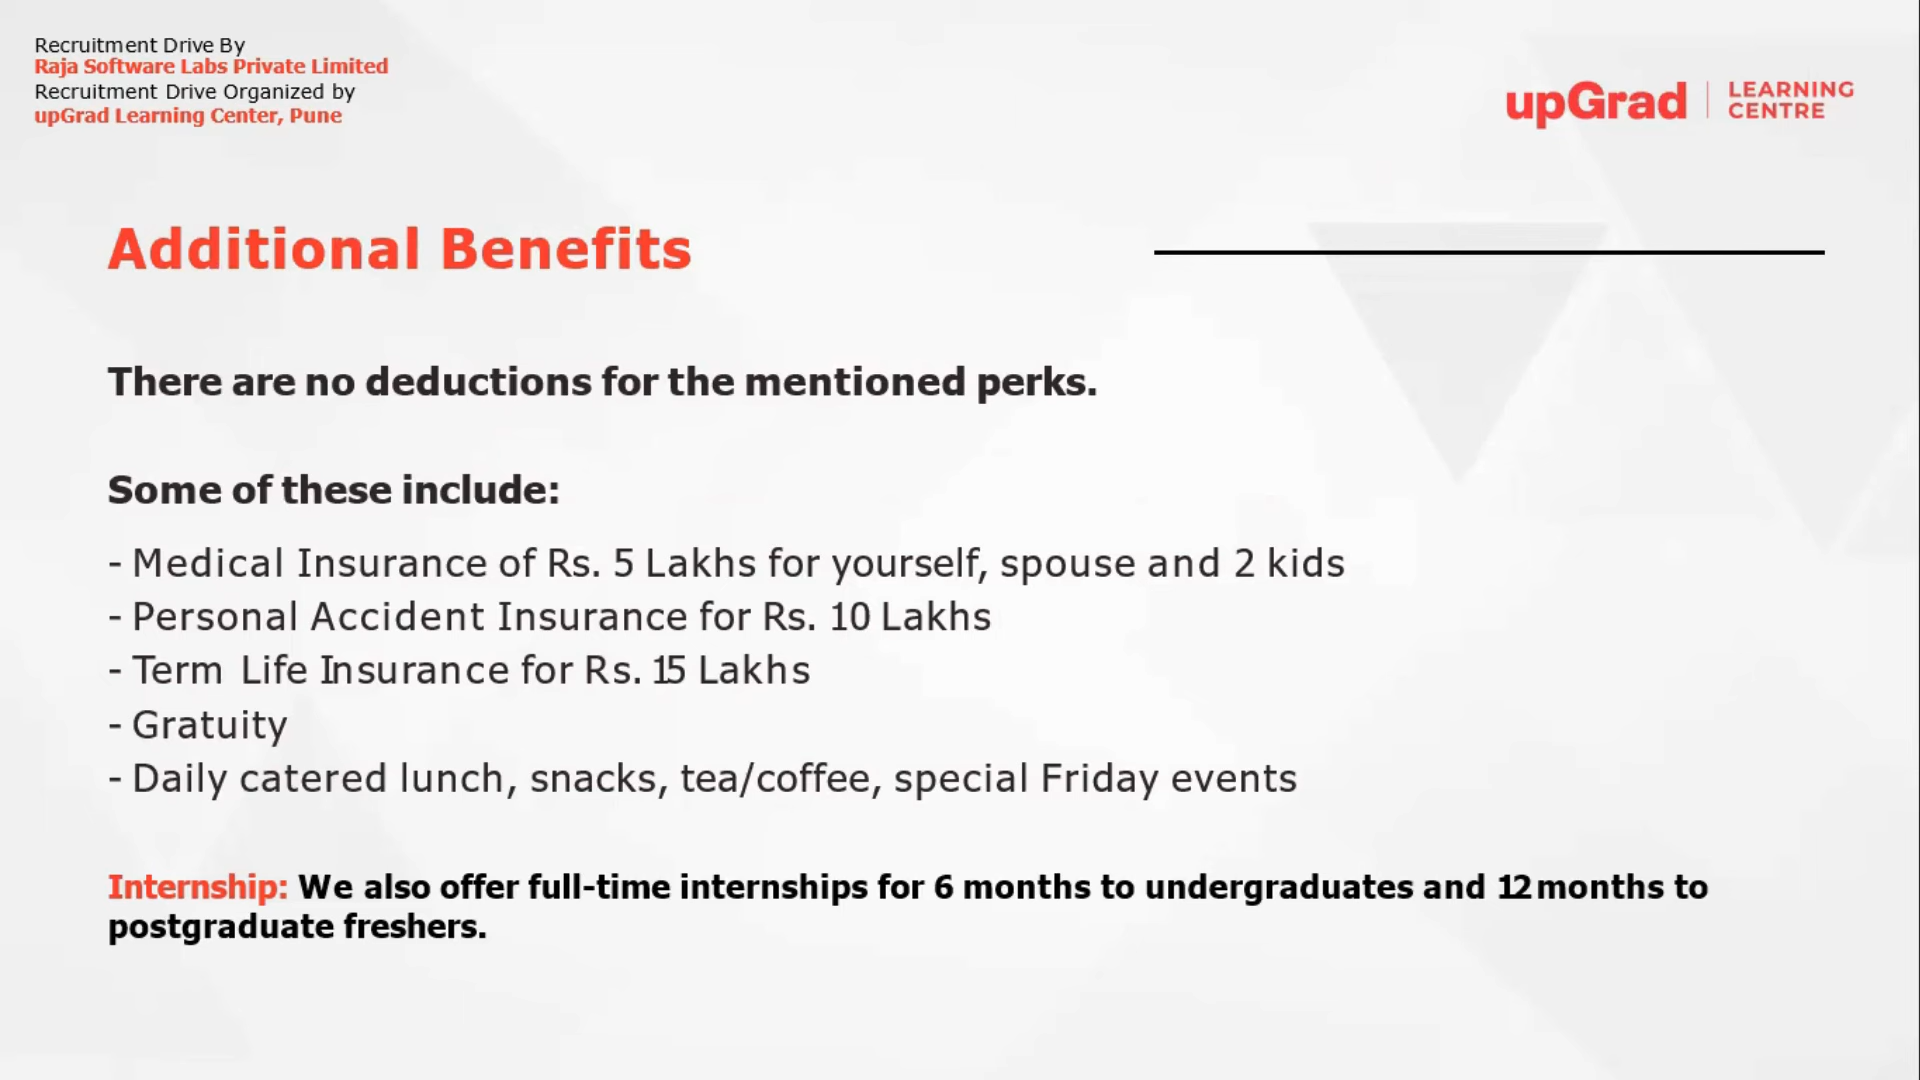 Recruitment Drive By
Raja Software Labs Private Limited
Recruitment Drive Organized by
upGrad Learning Center, Pune
upGrad
LEARNING
CENTRE
Additional Benefits
There are no deductions for the mentioned perks.
Some of these include:
- Medical Insurance of Rs. 5 Lakhs for yourself, spouse and 2 kids
- Personal Accident Insurance for Rs. 10 Lakhs
- Term Life Insurance for Rs. 15 Lakhs
- Gratuity
- Daily catered lunch, snacks, tea/coffee, special Friday events
Internship: We also offer full-time internships for 6 months to undergraduates and 12 months to
postgraduate freshers.